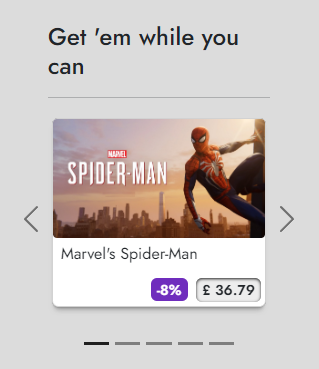 Get 'em while you
can
MARVEL
SPIDER-MAN
Marvel's Spider-Man
-8%
£ 36.79